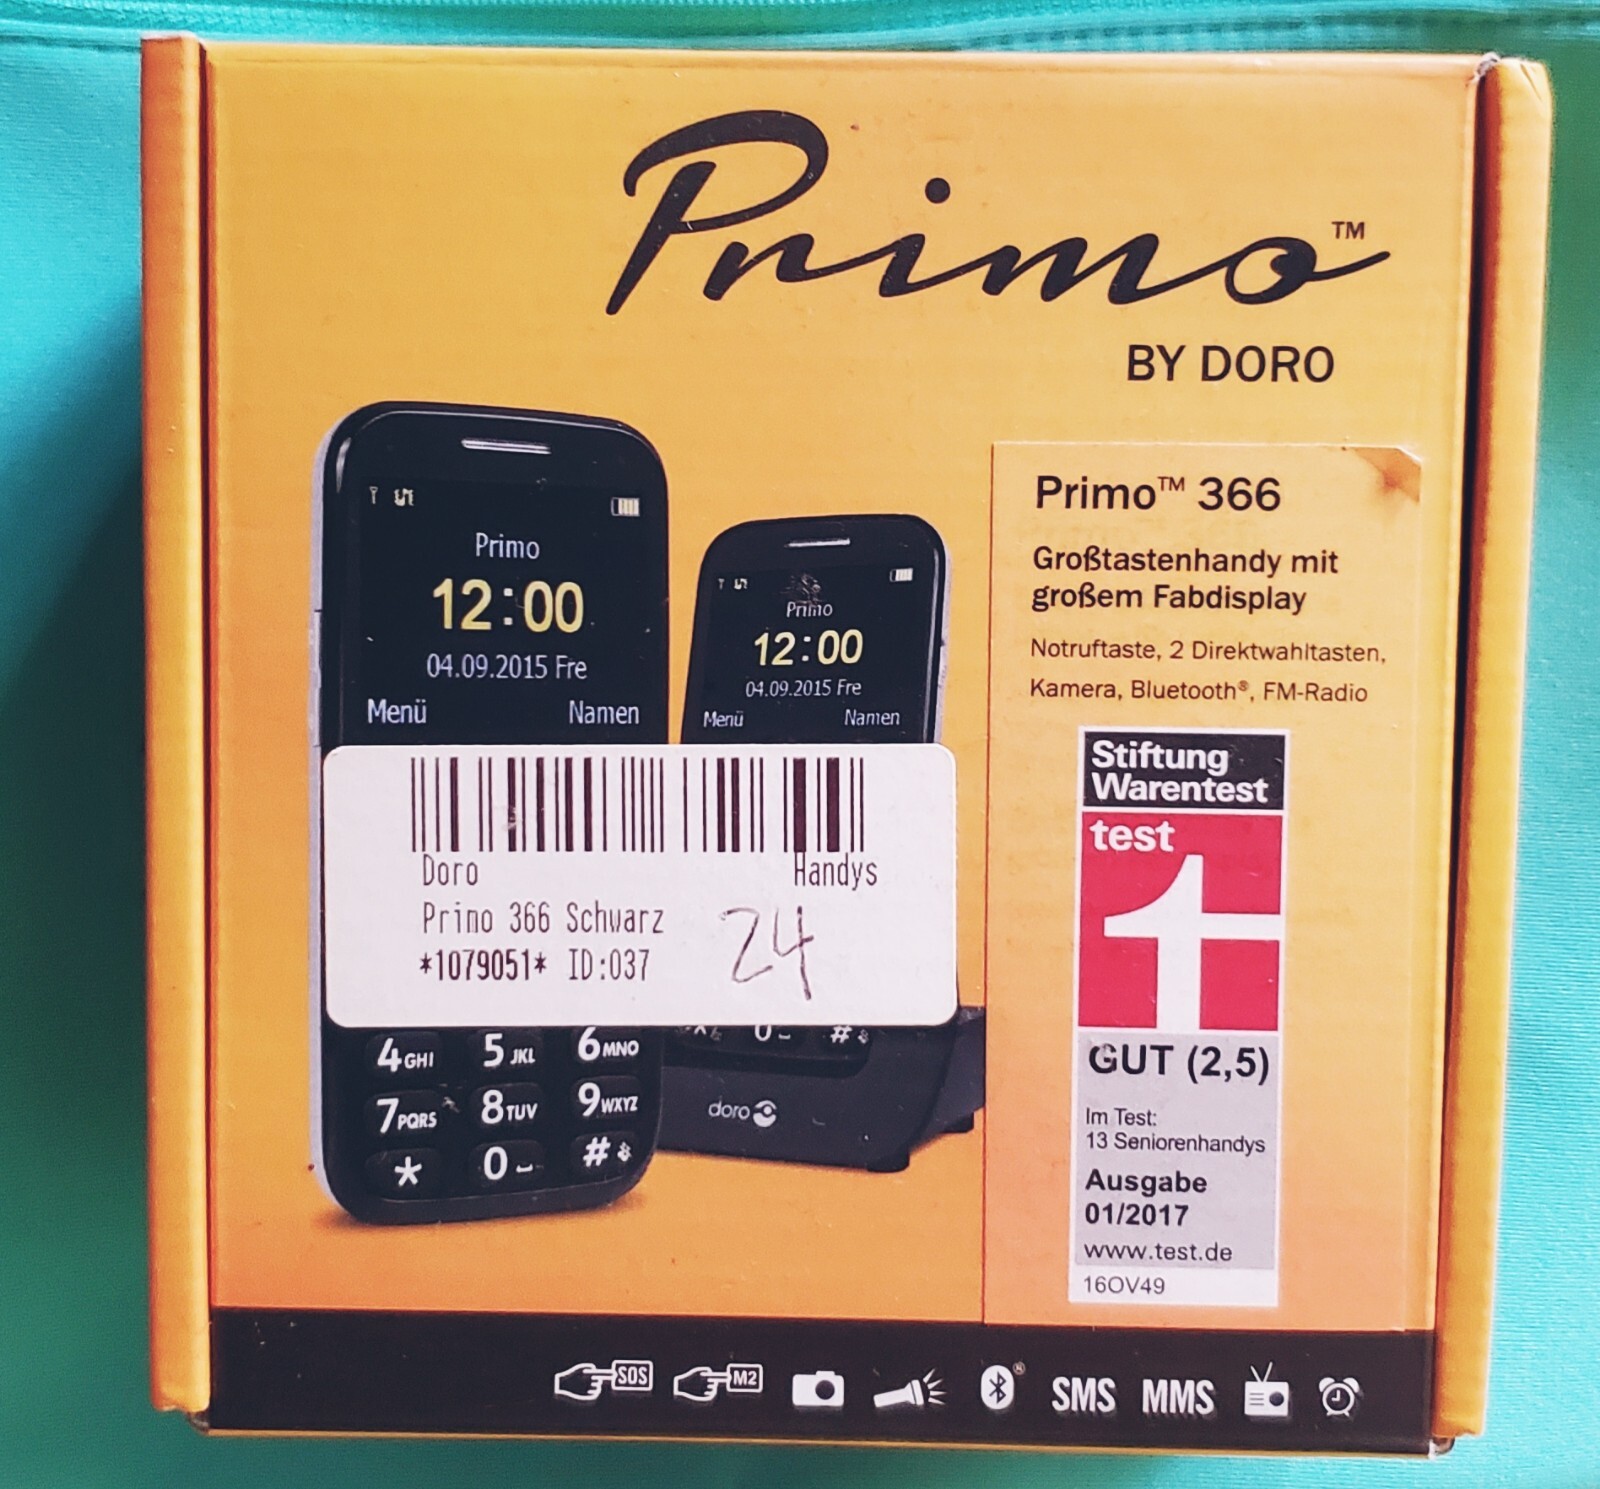 Primo™
BY DORO
Primo
12:00
04.09.2015 Fre
Menü Namen
Primo
12:00
04.09.2015 Fre
Menü Namen
Primo™ 366
Großtastenhandy mit
großem Fabdisplay
Notruftaste, 2 Direktwahltasten,
Kamera, Bluetooth®, FM-Radio
Stiftung
Warentest
test
1
GUT (2,5)
Im Test:
13 Seniorenhandys
Ausgabe
01/2017
www.test.de
16OV49
Doro Handys
Primo 366 Schwarz
*1079051* ID:037
24
4GHI 5JKL 6MNO
7PQRS 8TUV 9WXYZ
* 0 #
0 #
doro
SOS M2 ® SMS MMS